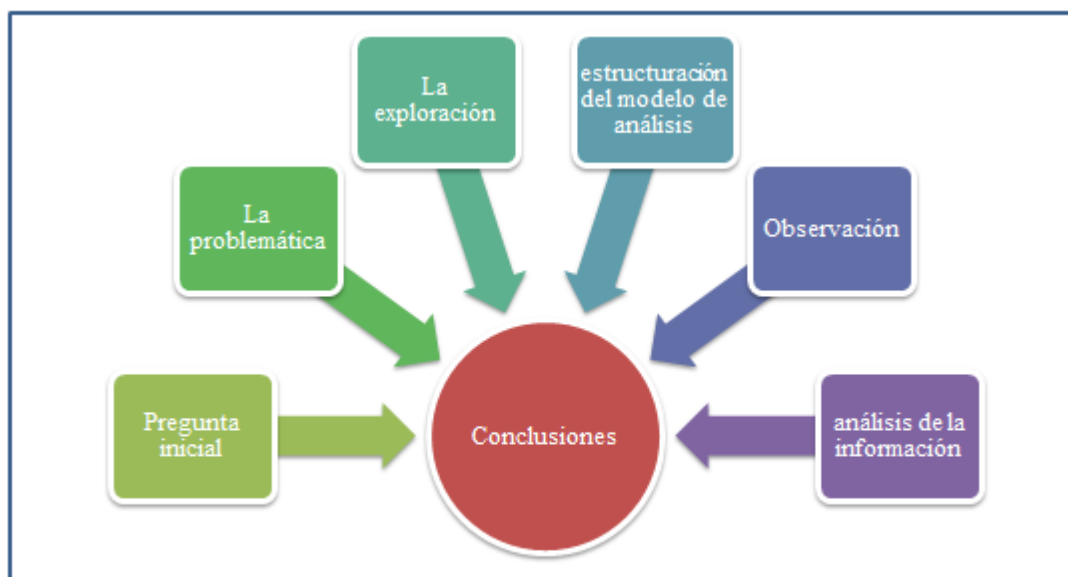 Pregunta
inicial
La
problemática
La
exploración
estructuración
del modelo de
análisis
Observación
análisis de la
información
Conclusiones